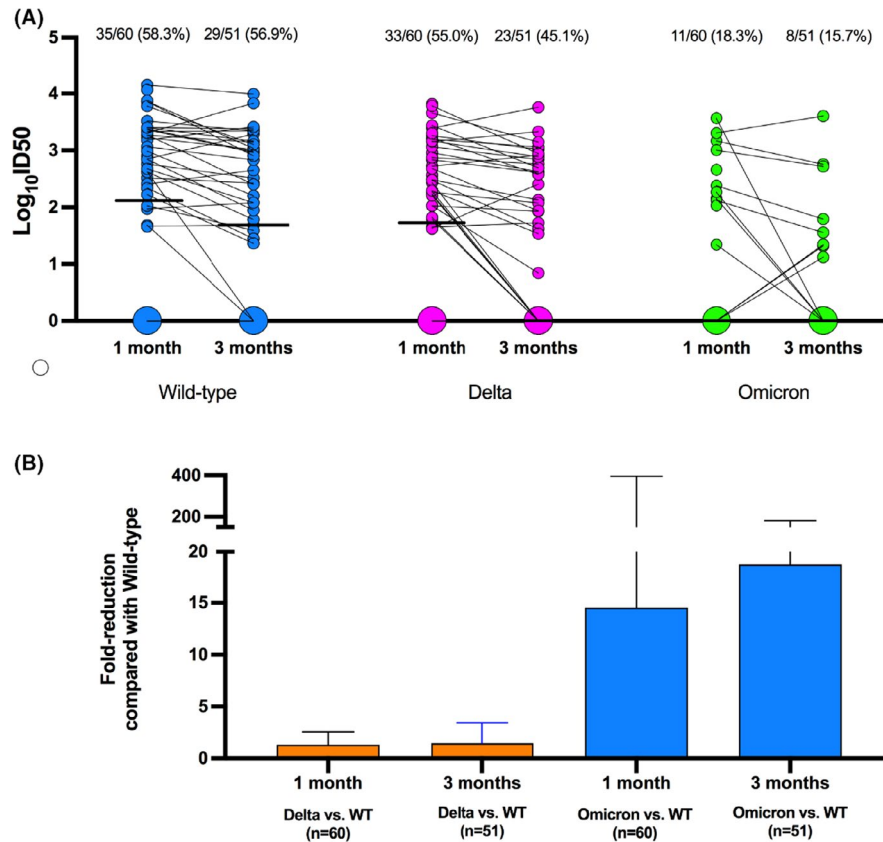 (A)
35/60 (58.3%) 29/51 (56.9%) 33/60 (55.0%) 23/51 (45.1%) 11/60 (18.3%) 8/51 (15.7%)
Log10ID50
5
4
3
2
1
0
1 month 3 months 1 month 3 months 1 month 3 months
Wild-type Delta Omicron
(B)
Fold-reduction
compared with Wild-type
400
200
20
15
10
5
0
1 month 3 months 1 month 3 months
Delta vs. WT Delta vs. WT Omicron vs. WT Omicron vs. WT
(n=60) (n=51) (n=60) (n=51)